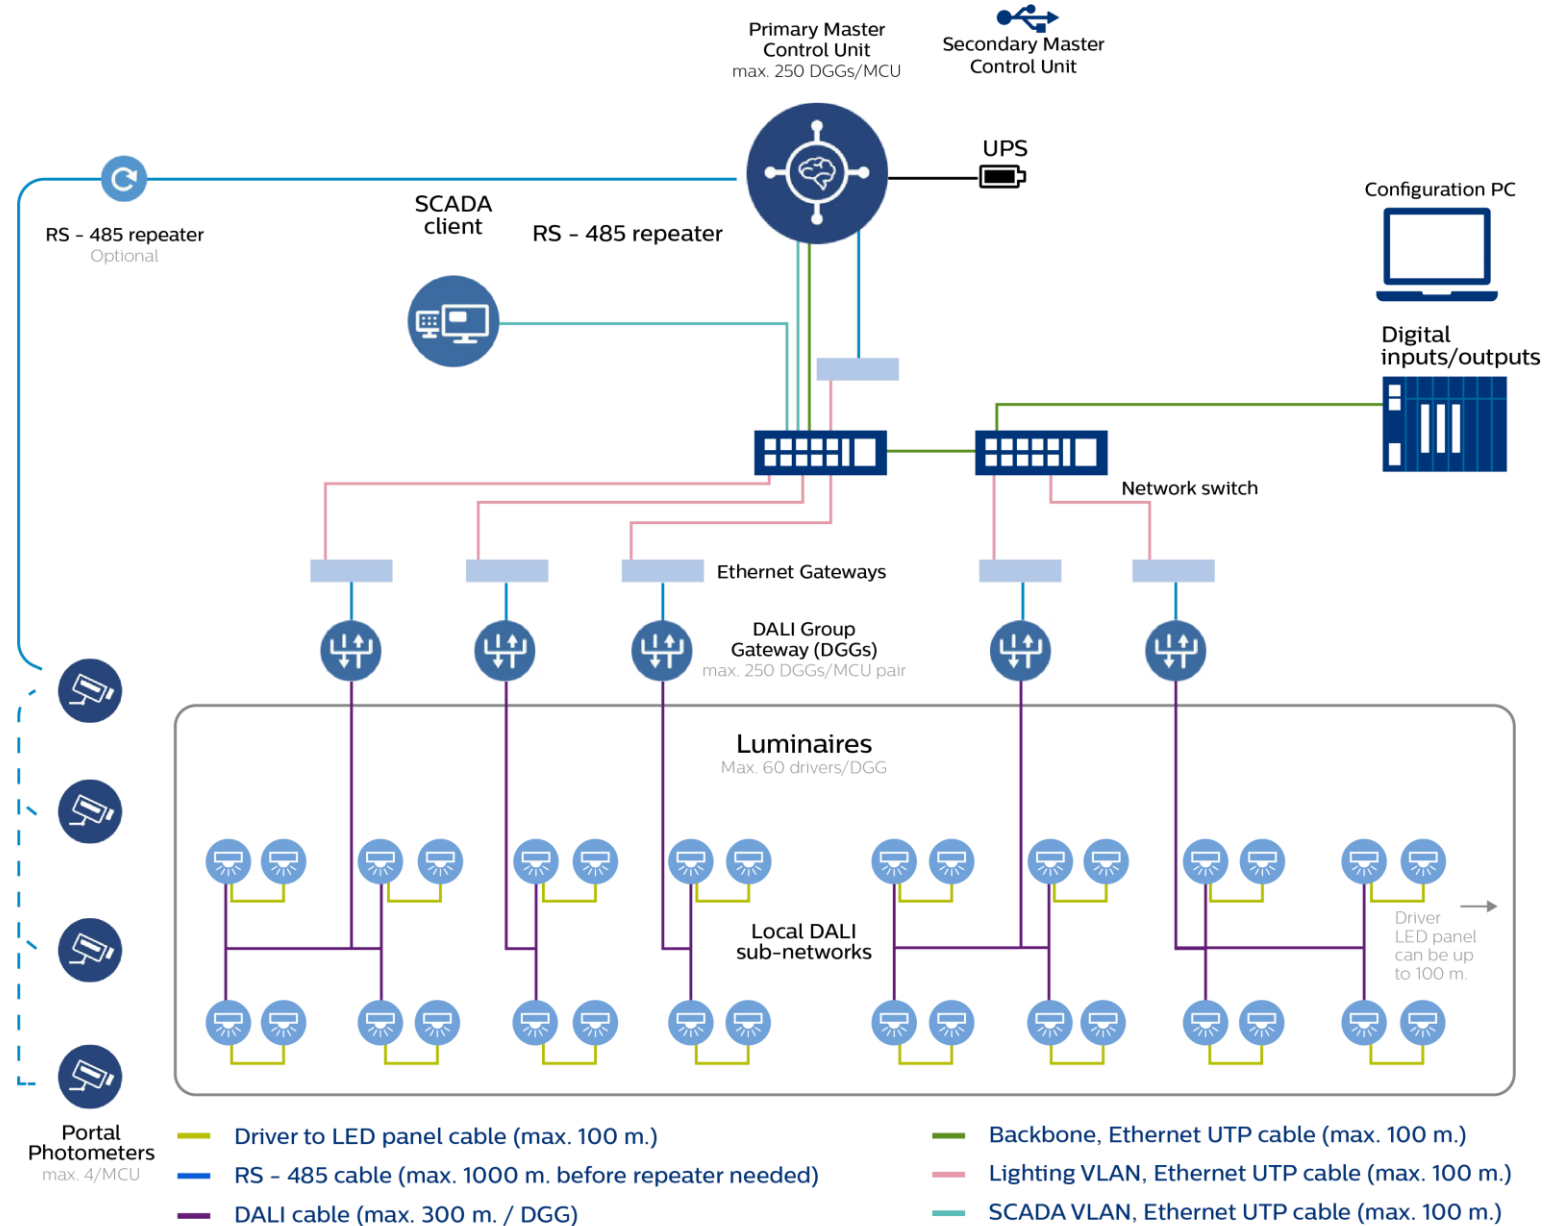 Primary Master
Control Unit
max. 250 DGGs/MCU
Secondary Master
Control Unit
UPS
Configuration PC
SCADA
client
RS - 485 repeater
RS - 485 repeater
Optional
Digital
inputs/outputs
Network switch
Ethernet Gateways
DALI Group
Gateway (DGGs)
max. 250 DGGs/MCU pair
Luminaires
Max. 60 drivers/DGG
Local DALI
sub-networks
Driver
LED panel
can be up
to 100 m.
Portal
Photometers
max. 4/MCU
Driver to LED panel cable (max. 100 m.)
RS - 485 cable (max. 1000 m. before repeater needed)
DALI cable (max. 300 m. / DGG)
Backbone, Ethernet UTP cable (max. 100 m.)
Lighting VLAN, Ethernet UTP cable (max. 100 m.)
SCADA VLAN, Ethernet UTP cable (max. 100 m.)